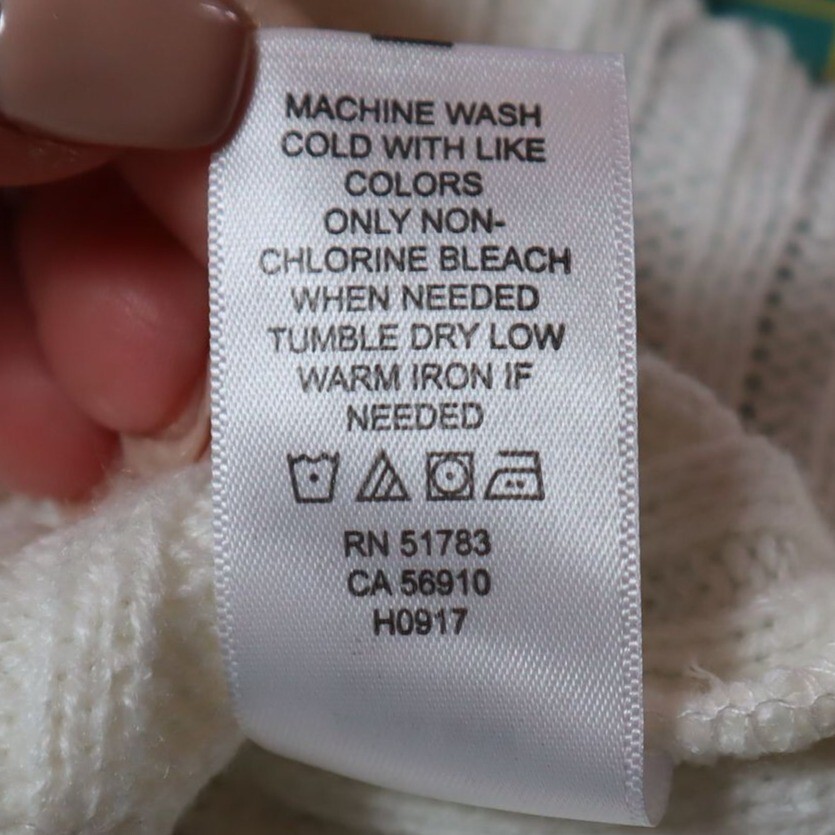 MACHINE WASH
COLD WITH LIKE
COLORS
ONLY NON-
CHLORINE BLEACH
WHEN NEEDED
TUMBLE DRY LOW
WARM IRON IF
NEEDED
RN 51783
CA 56910
H0917